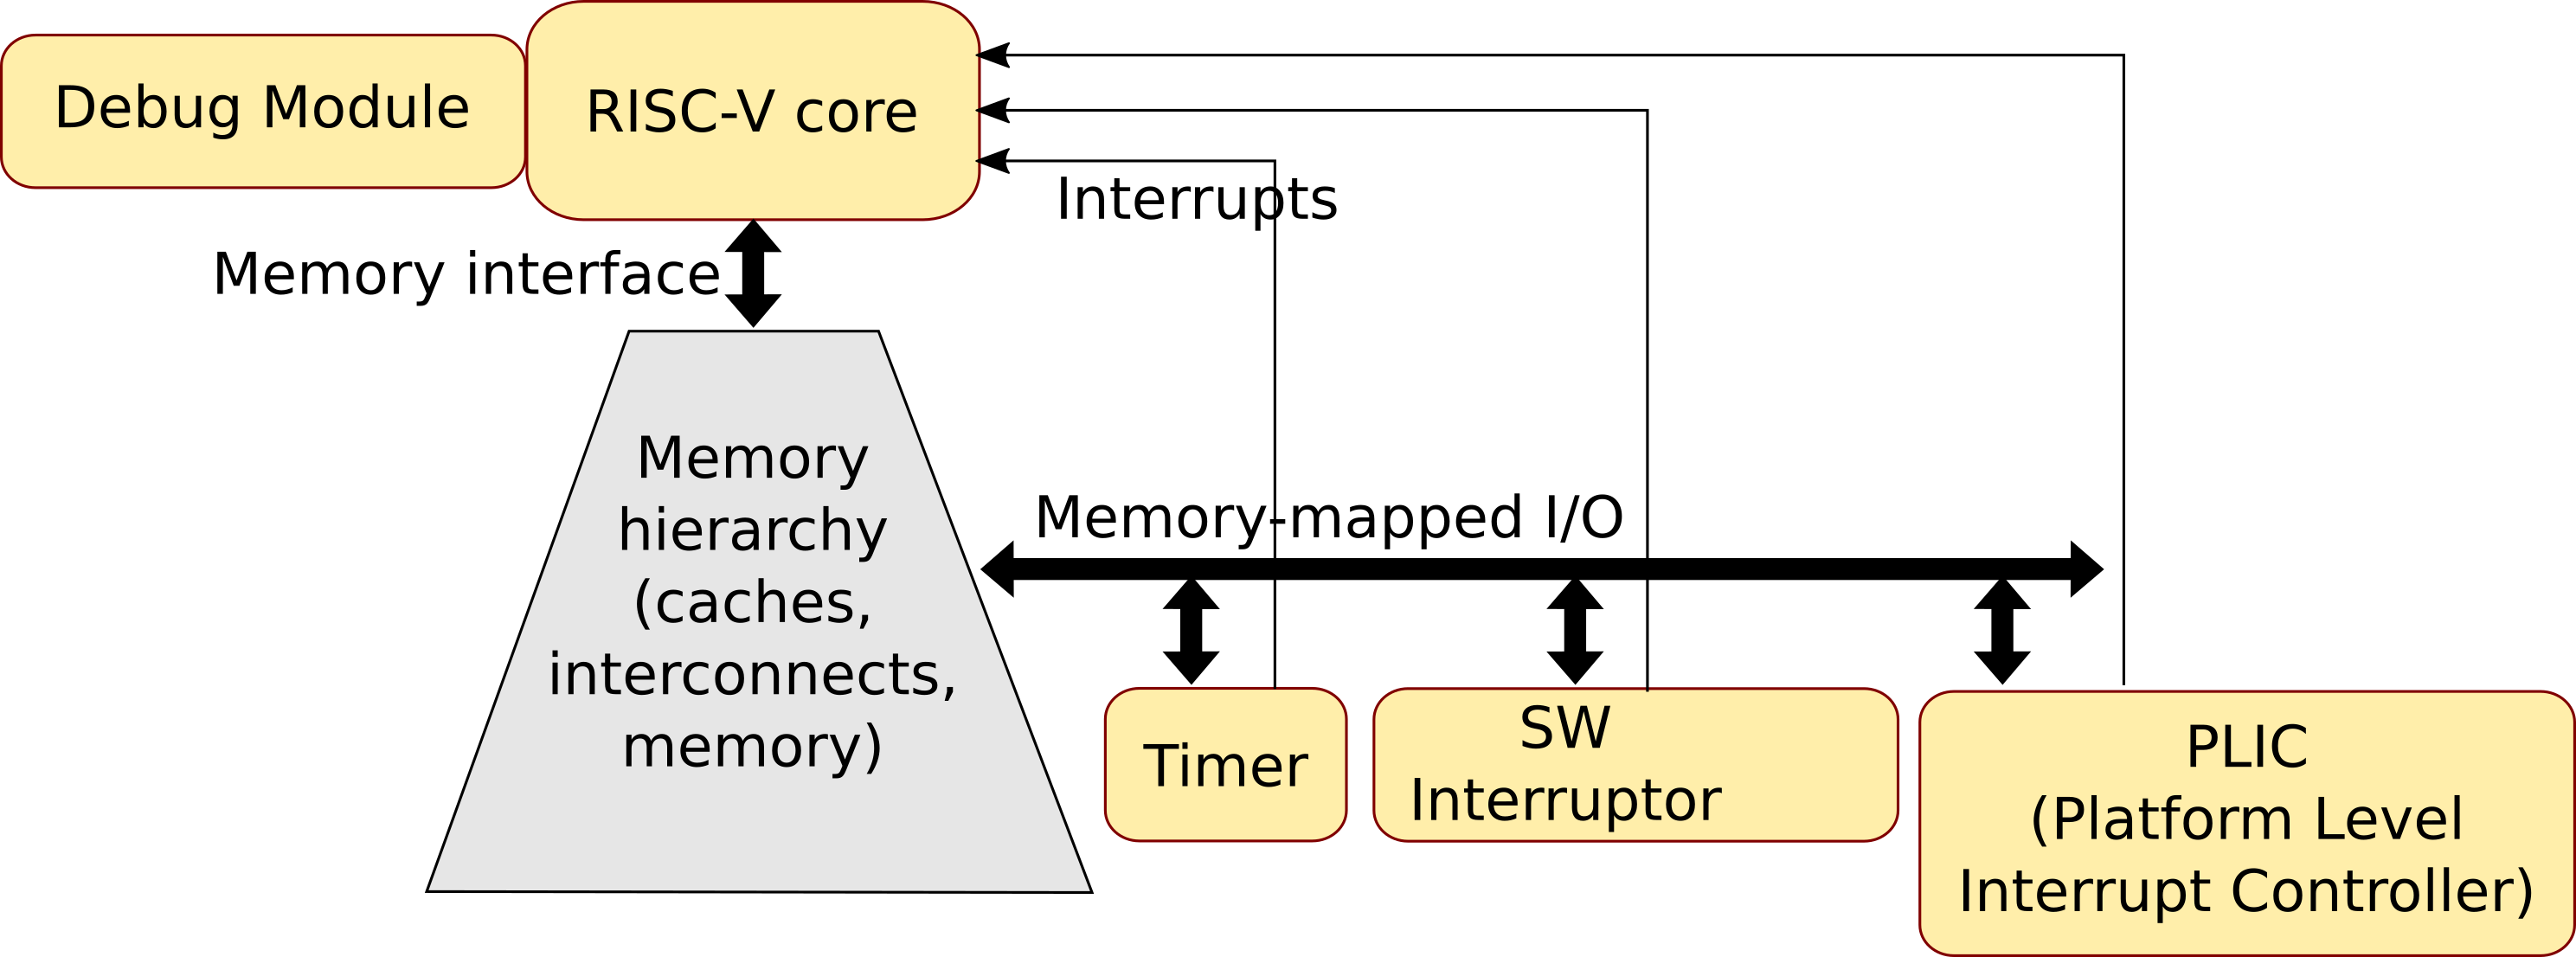 Debug Module
RISC-V core
Interrupts
Memory interface
Memory
hierarchy
(caches,
interconnects,
memory)
Memory-mapped I/O
Timer
SW
Interruptor
PLIC
(Platform Level
Interrupt Controller)